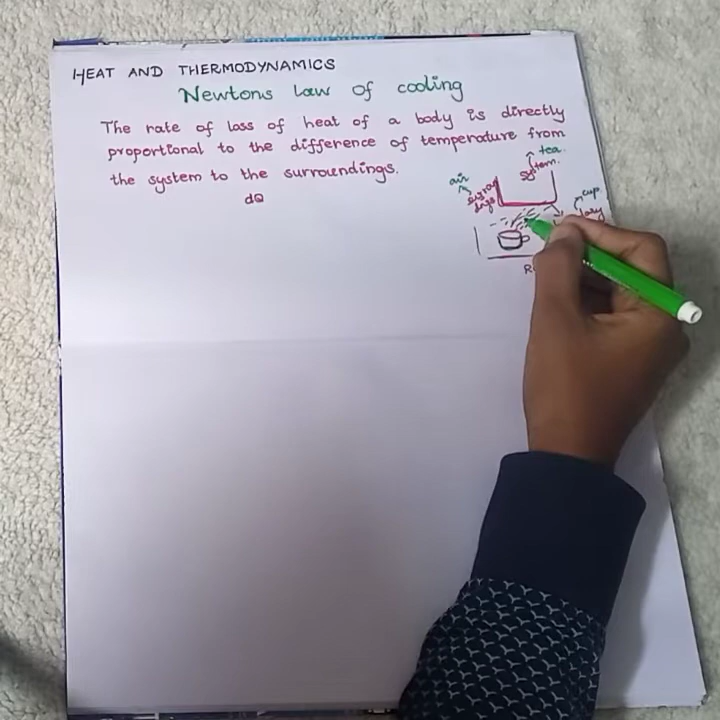 HEAT AND THERMODYNAMICS
Newtons law of cooling
The rate of loss of heat of a body is directly
proportional to the difference of temperature from
the system to the surroundings.
dQ
tea.
system.
air
cup